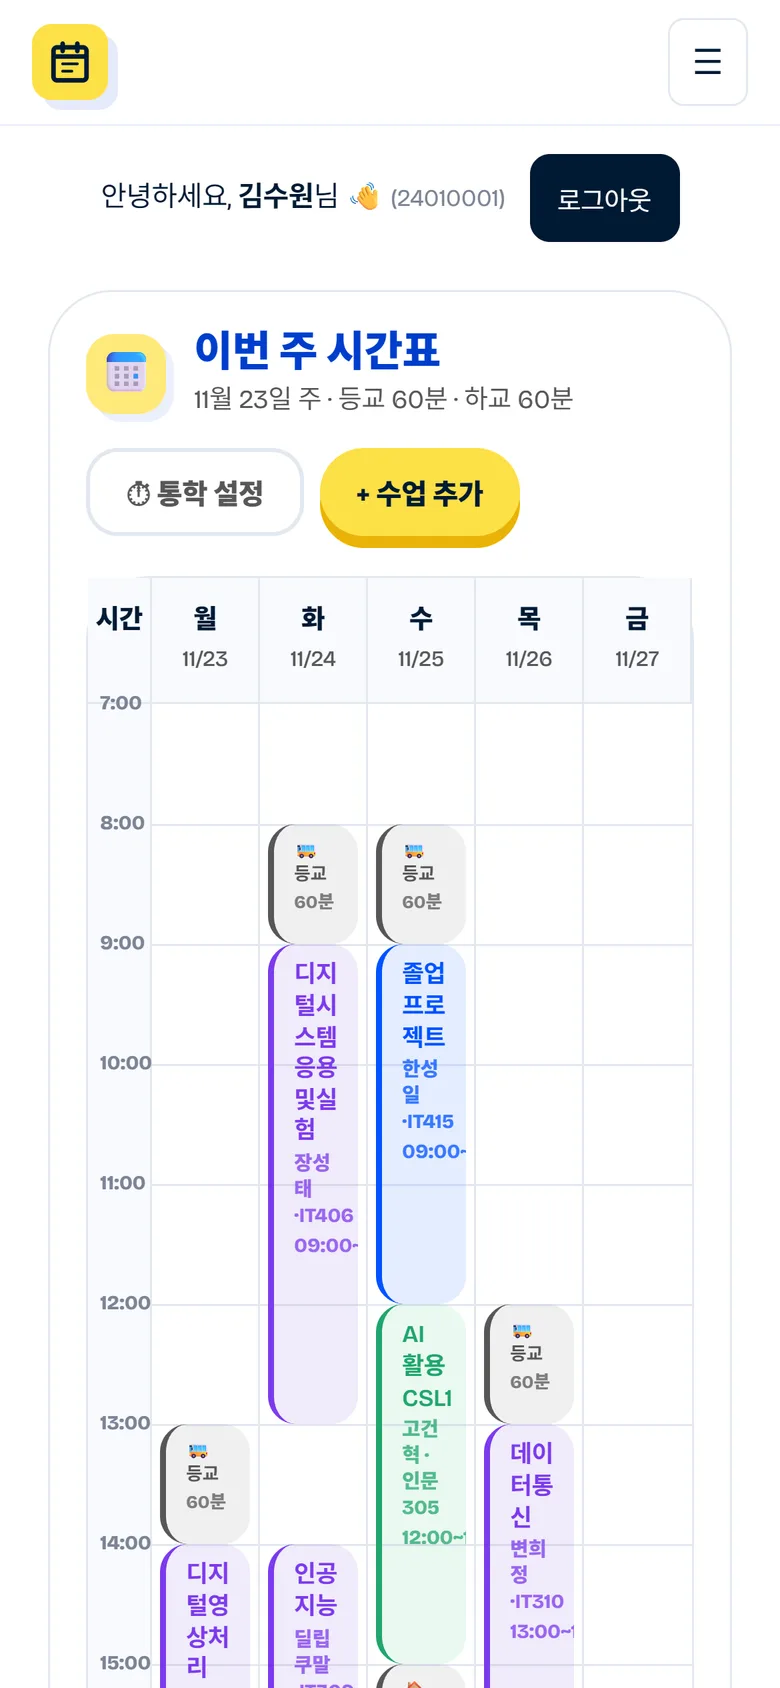 안녕하세요, 김수원님 👋 (24010001)
로그아웃
이번 주 시간표
11월 23일 주 · 등교 60분 · 하교 60분
⏱ 통학 설정
+ 수업 추가
시간
월
11/23
화
11/24
수
11/25
목
11/26
금
11/27
7:00
8:00
9:00
10:00
11:00
12:00
13:00
14:00
15:00
등교
60분
디지
털영
상처
리
등교
60분
디지
털시
스템
응용
및실
험
장성
태
·IT406
09:00~
인공
지능
딜립
쿠말
등교
60분
졸업
프로
젝트
한성
일
·IT415
09:00~
AI
활용
CSL1
고건
혁 ·
인문
305
12:00~
등교
60분
데이
터통
신
변희
정
·IT310
13:00~